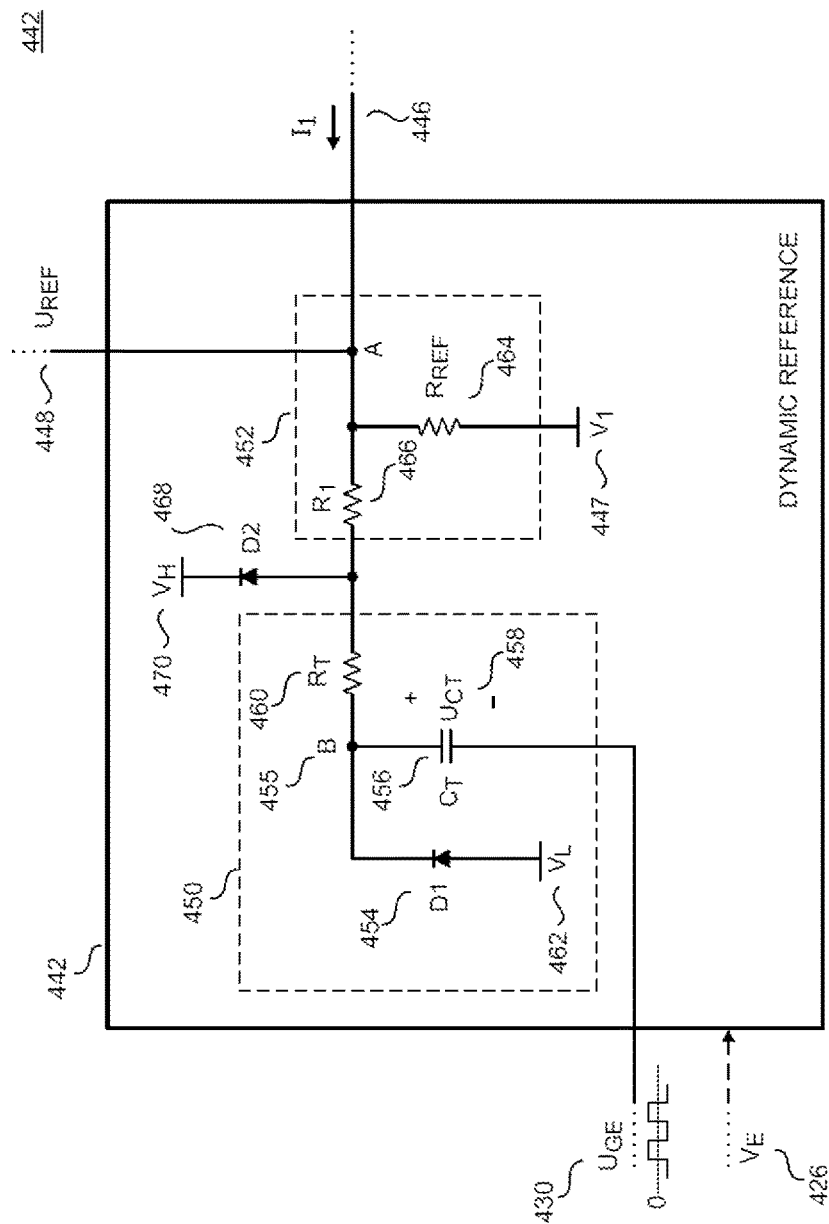 442
I1
446
UREF
448
A
452
RREF
464
466
R1
V1
447
468
D2
VH
470
DYNAMIC REFERENCE
RT
460
+
UCT
-
458
B
455
456
CT
450
D1
454
VL
462
442
UGE
430
0
VE
426